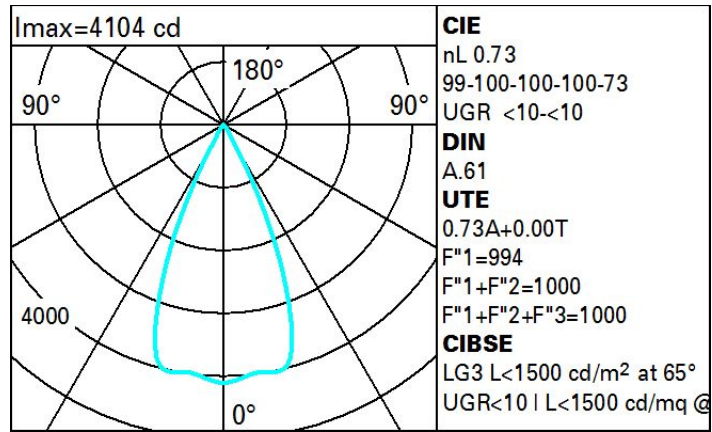 Imax=4104 cd
180°
90°
90°
4000
0°
CIE
nL 0.73
99-100-100-100-73
UGR <10-<10
DIN
A.61
UTE
0.73A+0.00T
F"1=994
F"1+F"2=1000
F"1+F"2+F"3=1000
CIBSE
LG3 L<1500 cd/m² at 65°
UGR<10 | L<1500 cd/mq @